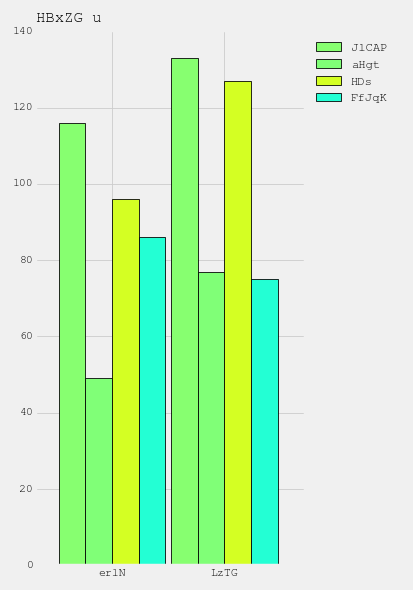 HBxZG u
140
120
100
80
60
40
20
0
er1N
LzTG
J1CAP
aHgt
HDs
FfJqK